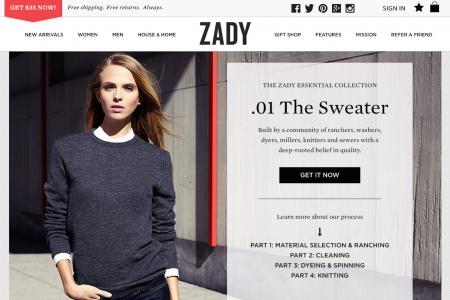 GET $25 NOW!
Free shipping. Free returns. Always.
SIGN IN
NEW ARRIVALS WOMEN MEN HOUSE & HOME ZADY GIFT SHOP FEATURES MISSION REFER A FRIEND
THE ZADY ESSENTIAL COLLECTION
.01 The Sweater
Built by a community of ranchers, washers,
dyers, millers, knitters and sewers with a
deep-rooted belief in quality.
GET IT NOW
Learn more about our process
PART 1: MATERIAL SELECTION & RANCHING
PART 2: CLEANING
PART 3: DYEING & SPINNING
PART 4: KNITTING